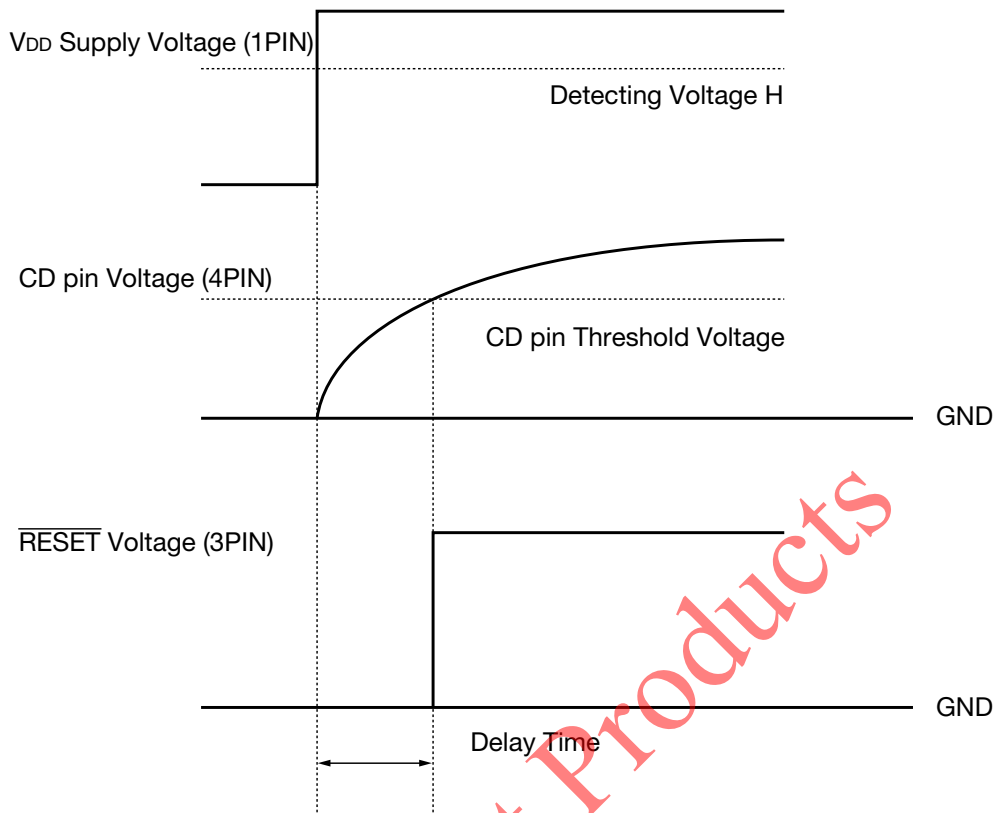 VDD Supply Voltage (1PIN)
Detecting Voltage H
CD pin Voltage (4PIN)
CD pin Threshold Voltage
GND
RESET Voltage (3PIN)
GND
Delay Time
Products